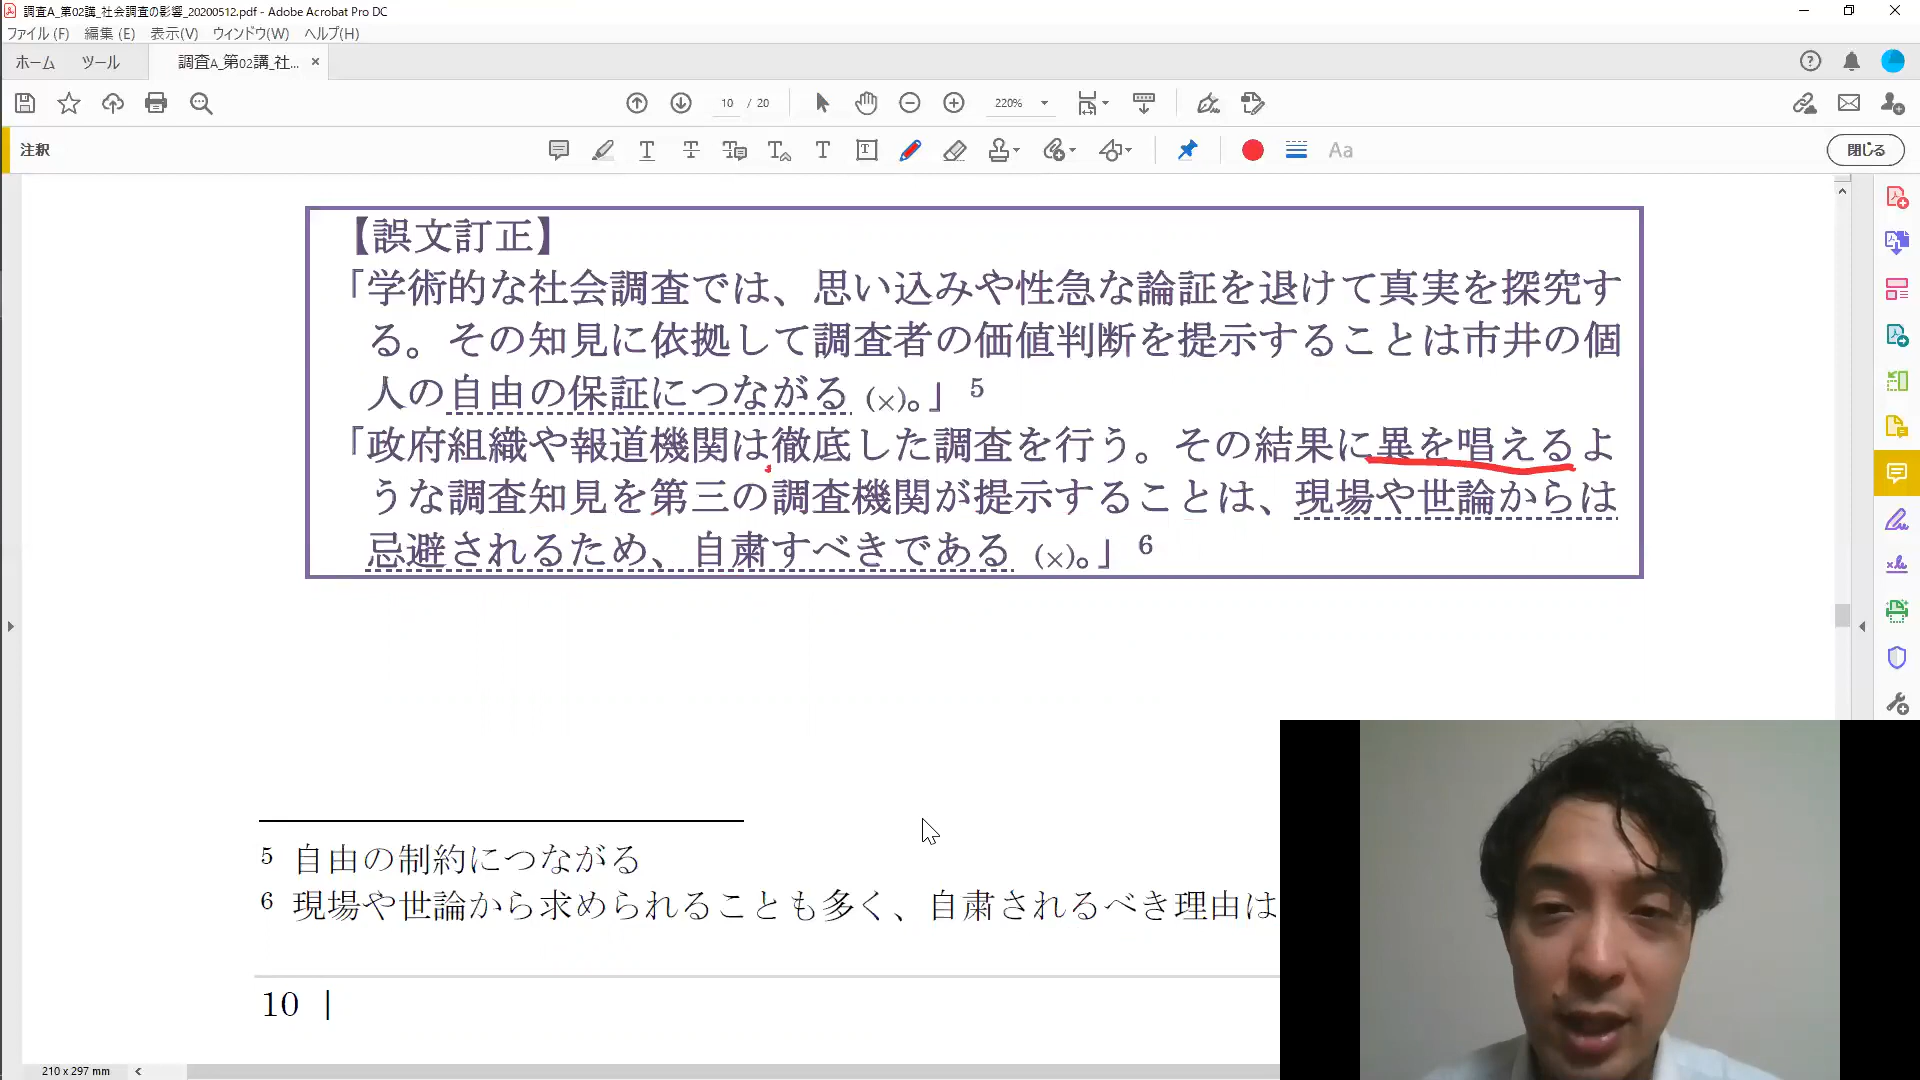 調査A_第02講_社会調査の影響_20200512.pdf - Adobe Acrobat Pro DC
ファイル(F) 編集(E) 表示(V) ウィンドウ(W) ヘルプ(H)
ホーム ツール 調査A_第02講_社... ×
10 / 20 220%
注釈 Aa 閉じる
【誤文訂正】
「学術的な社会調査では、思い込みや性急な論証を退けて真実を探究す
る。その知見に依拠して調査者の価値判断を提示することは市井の個
人の自由の保証につながる (×)。」5
「政府組織や報道機関は徹底した調査を行う。その結果に異を唱えるよ
うな調査知見を第三の調査機関が提示することは、現場や世論からは
忌避されるため、自粛すべきである (×)。」6
5 自由の制約につながる
6 現場や世論から求められることも多く、自粛されるべき理由は
10 |
210 x 297 mm